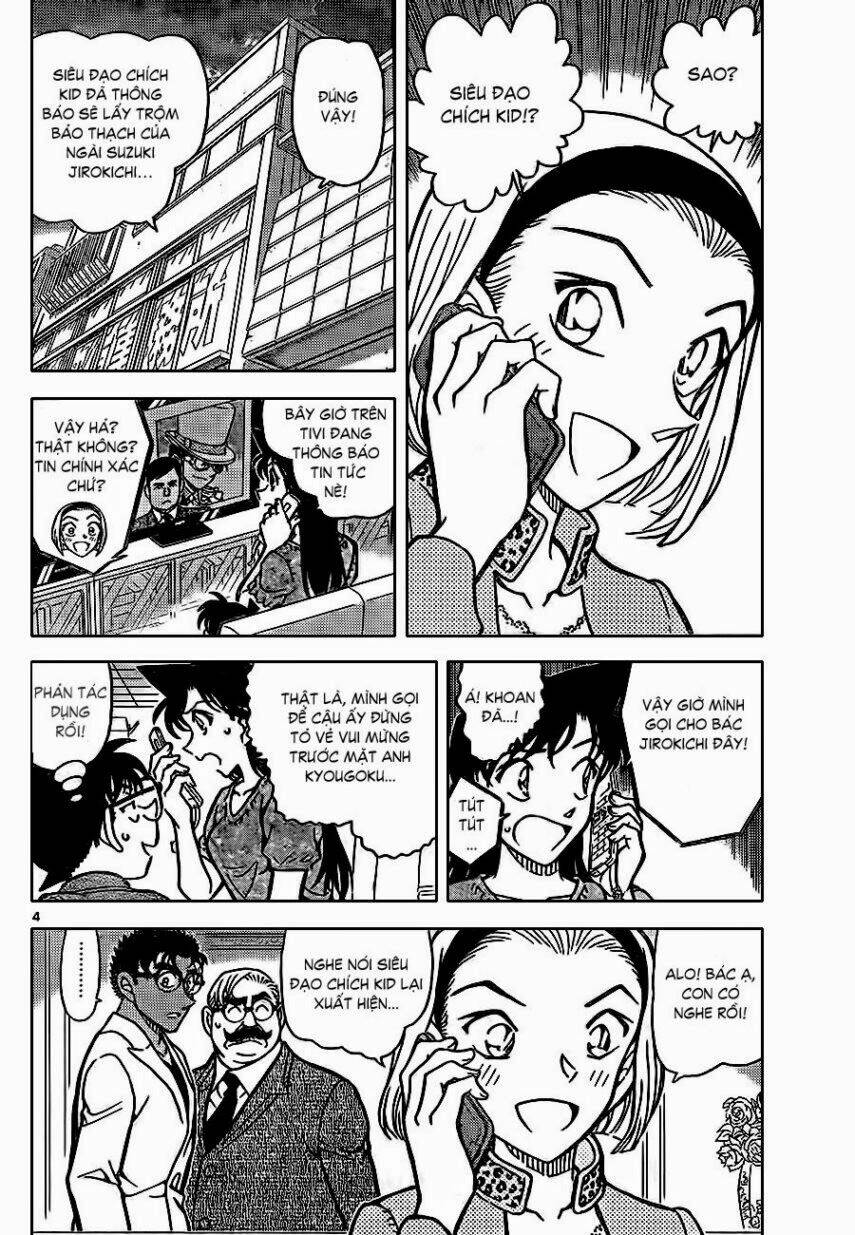 SAO?
SIÊU ĐẠO
CHÍCH KID!?
ĐÚNG
VẬY!
SIÊU ĐẠO CHÍCH
KID ĐÃ THÔNG
BÁO SẼ LẤY TRỘM
BẢO THẠCH CỦA
NGÀI SUZUKI
JIROKICHI...
BÂY GIỜ TRÊN
TIVI ĐANG
THÔNG BÁO
TIN TỨC
NÈ!
VẬY HẢ?
THẬT KHÔNG?
TIN CHÍNH XÁC
CHỨ?
VẬY GIỜ MÌNH
GỌI CHO BÁC
JIROKICHI ĐÂY!
Á! KHOAN
ĐÃ...!
TÚT
TÚT
...
THẬT LÀ, MÌNH GỌI
ĐỂ CẬU ẤY ĐỪNG
TỎ VẺ VUI MỪNG
TRƯỚC MẶT ANH
KYOUGOKU...
PHẢN TÁC
DỤNG
RỒI!
4
ALO! BÁC Ạ,
CON CÓ
NGHE RỒI!
NGHE NÓI SIÊU
ĐẠO CHÍCH KID LẠI
XUẤT HIỆN...
.......